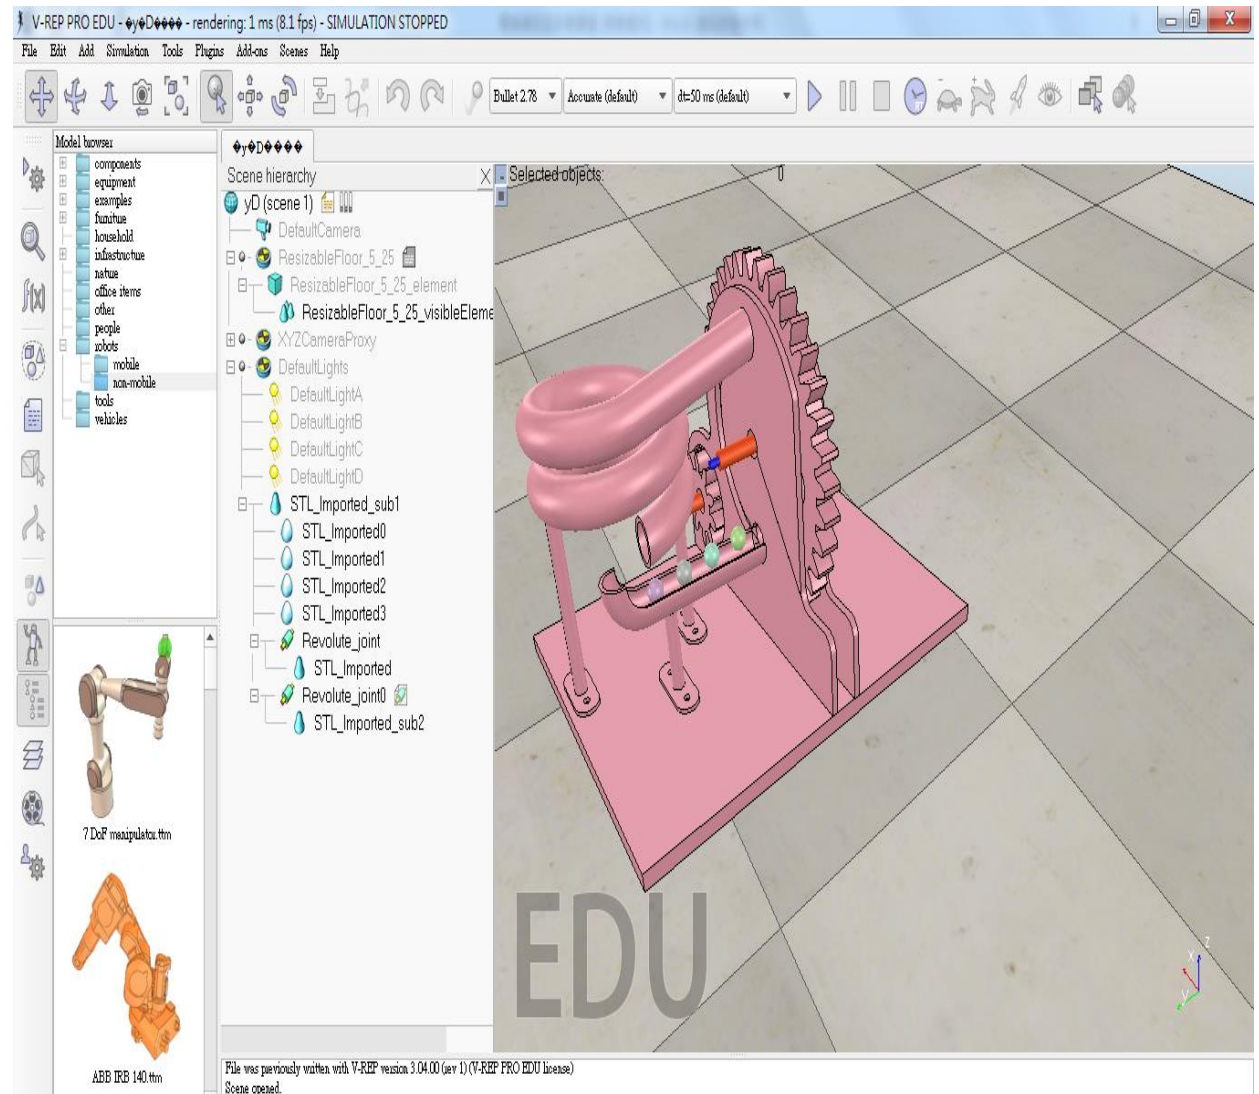 V-REP PRO EDU - �y�D���� - rendering: 1 ms (8.1 fps) - SIMULATION STOPPED
File Edit Add Simulation Tools Plugins Add-ons Scenes Help
Bullet 2.78 Accurate (default) dt=50 ms (default)
Model browser
components
equipment
examples
furniture
household
infrastructure
nature
office items
other
people
robots
mobile
non-mobile
tools
vehicles
7 DoF manipulator.ttm
ABB IRB 140.ttm
�y�D����
Scene hierarchy
yD (scene 1)
DefaultCamera
ResizableFloor_5_25
ResizableFloor_5_25_element
ResizableFloor_5_25_visibleEleme
XYZCameraProxy
DefaultLights
DefaultLightA
DefaultLightB
DefaultLightC
DefaultLightD
STL_Imported_sub1
STL_Imported0
STL_Imported1
STL_Imported2
STL_Imported3
Revolute_joint
STL_Imported
Revolute_joint0
STL_Imported_sub2
Selected objects: 0
EDU
x
y
z
File was previously written with V-REP version 3.04.00 (rev 1) (V-REP PRO EDU license)
Scene opened.